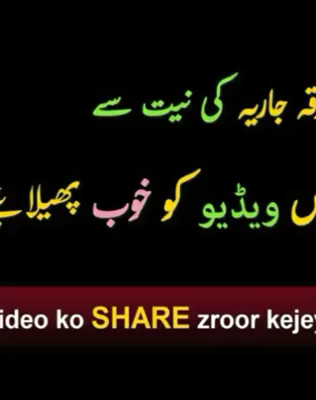 جاریہ کی نیت سے
ویڈیو کو خوب
ko SHARE zroor